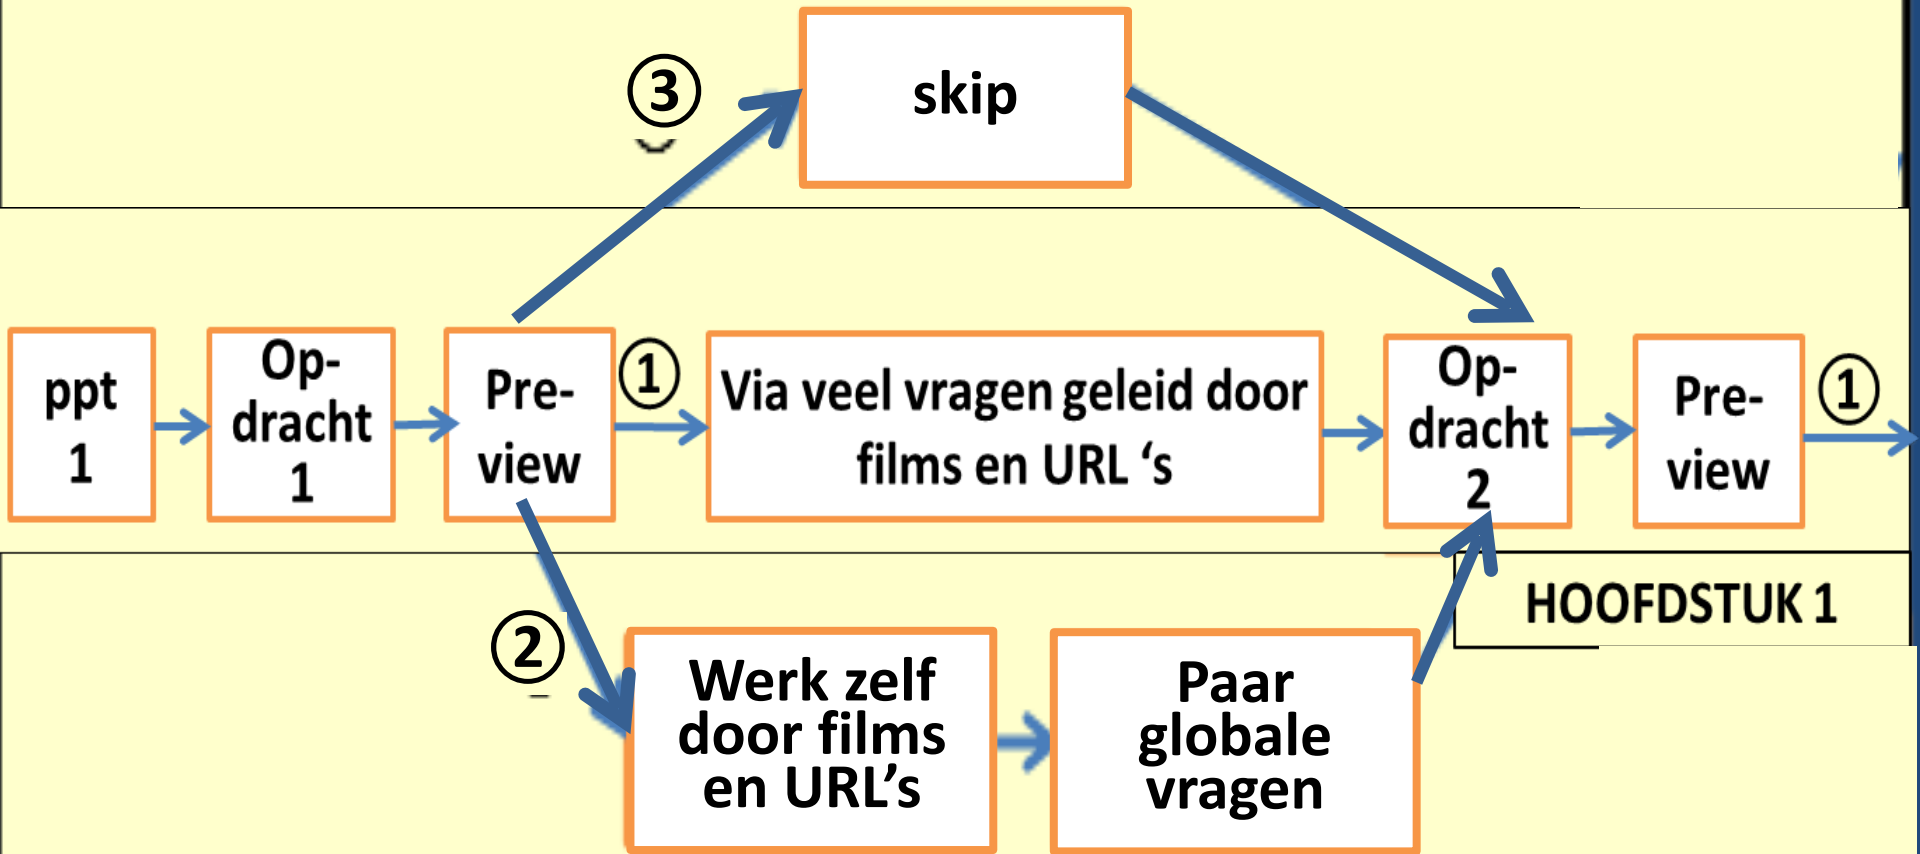 ③
skip
ppt
1
Op-
dracht
1
Pre-
view
①
Via veel vragen geleid door
films en URL ‘s
Op-
dracht
2
Pre-
view
①
HOOFDSTUK 1
②
Werk zelf
door films
en URL’s
Paar
globale
vragen